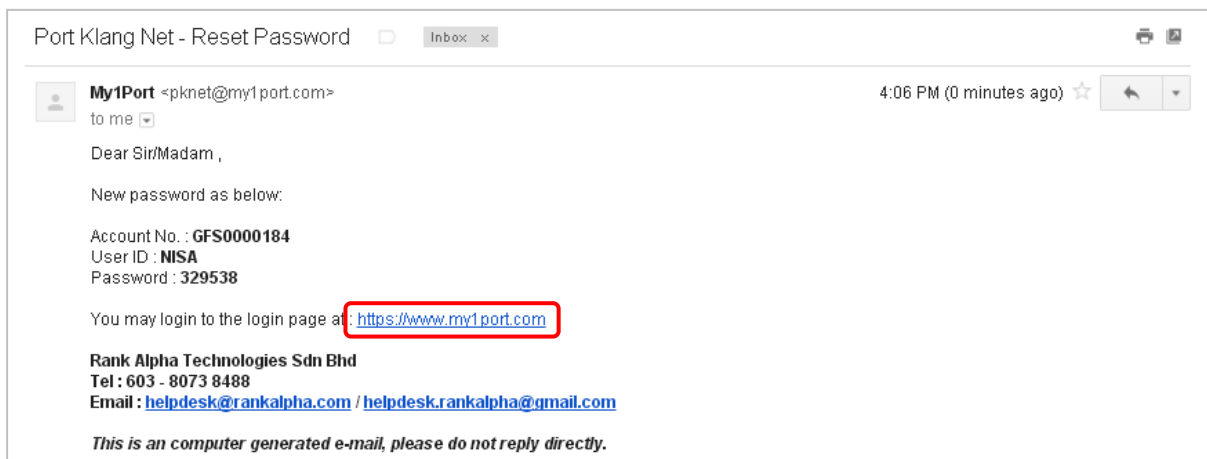 Port Klang Net - Reset Password Inbox x
My1Port <pknet@my1port.com> 4:06 PM (0 minutes ago)
to me
Dear Sir/Madam ,
New password as below:
Account No. : GFS0000184
User ID : NISA
Password : 329538
You may login to the login page at : https://www.my1port.com
Rank Alpha Technologies Sdn Bhd
Tel : 603 - 8073 8488
Email : helpdesk@rankalpha.com / helpdesk.rankalpha@gmail.com
This is an computer generated e-mail, please do not reply directly.